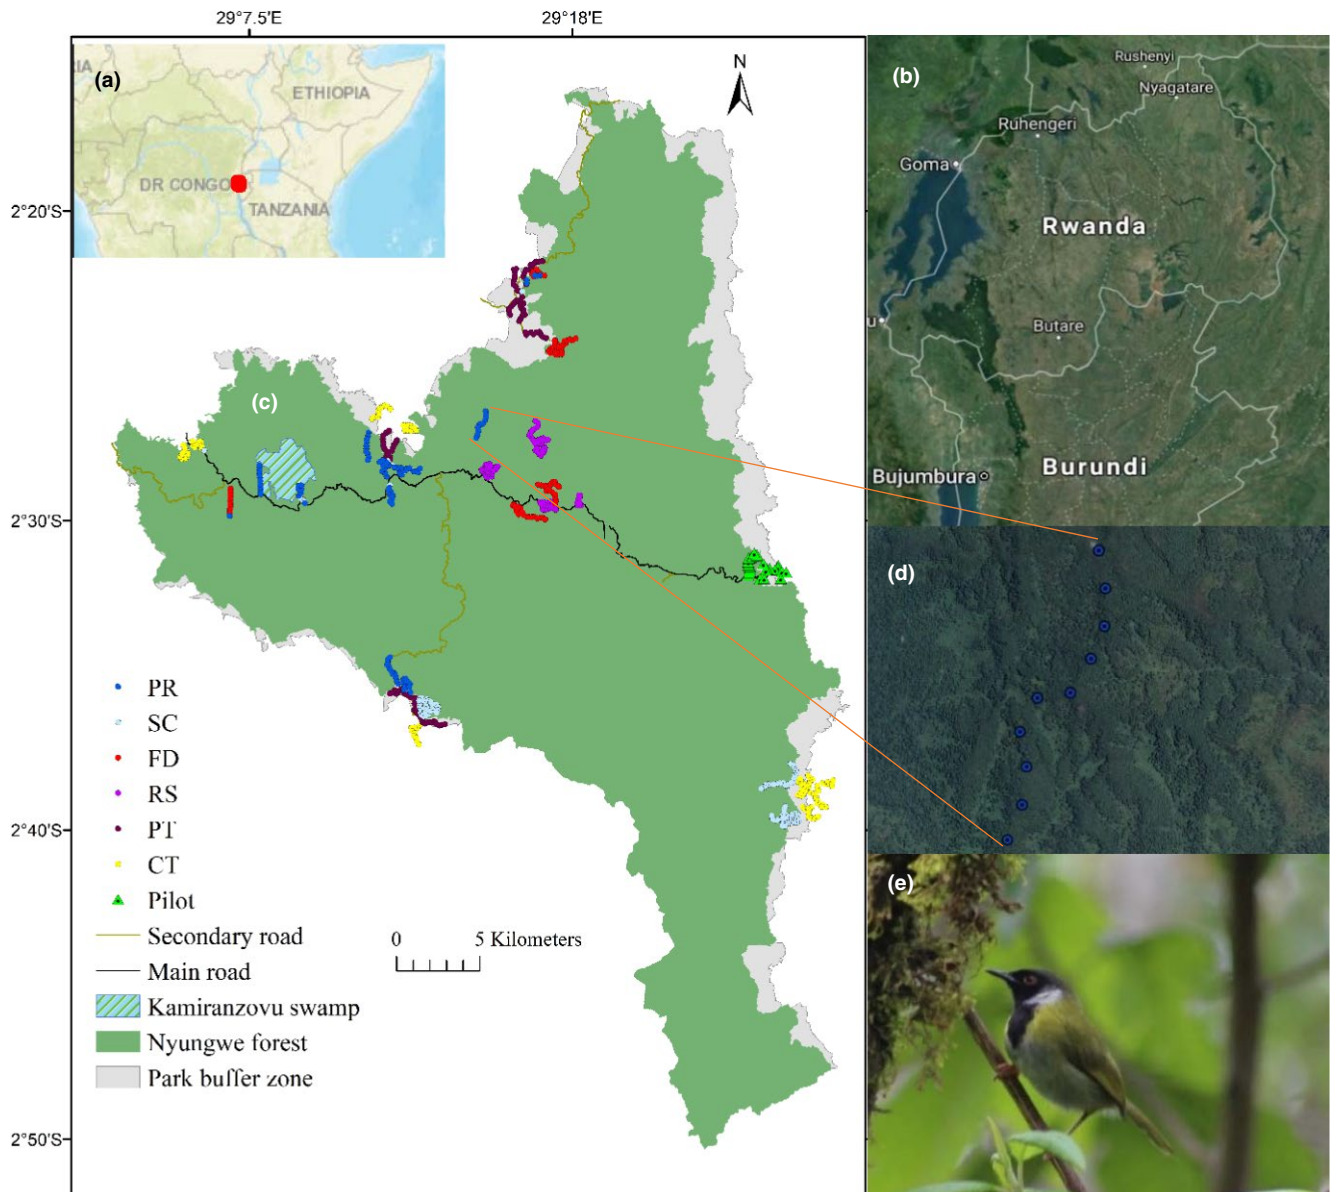 29°7.5'E
29°18'E
(a)
IA
ETHIOPIA
DR CONGO
TANZANIA
N
(b)
Rushenyi
Nyagatare
Ruhengeri
Goma
Rwanda
u
Butare
Burundi
Bujumbura
2°20'S
(c)
2°30'S
(d)
PR
SC
FD
RS
PT
CT
Pilot
Secondary road
Main road
Kamiranzovu swamp
Nyungwe forest
Park buffer zone
0 5 Kilometers
2°40'S
(e)
2°50'S